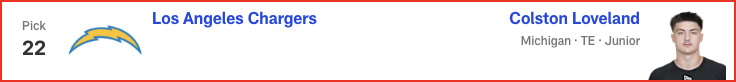 Pick
22
Los Angeles Chargers
Colston Loveland
Michigan · TE · Junior